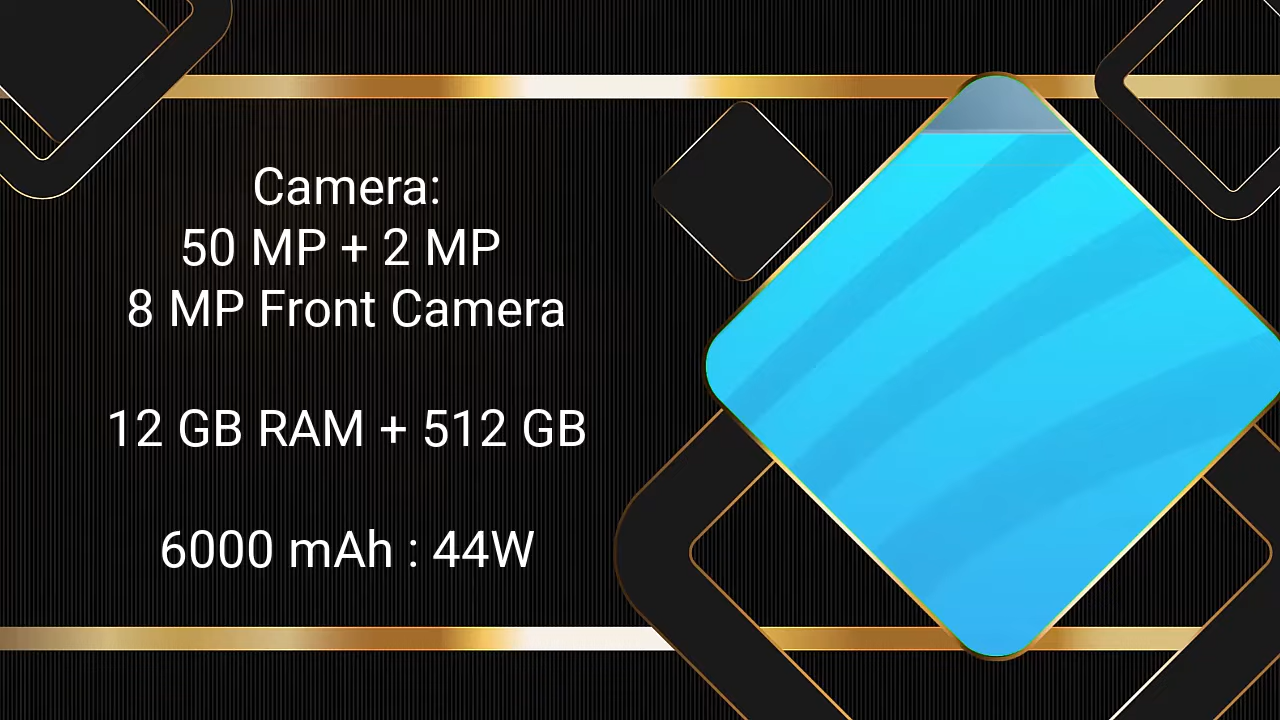 Camera:
50 MP + 2 MP
8 MP Front Camera
12 GB RAM + 512 GB
6000 mAh : 44W